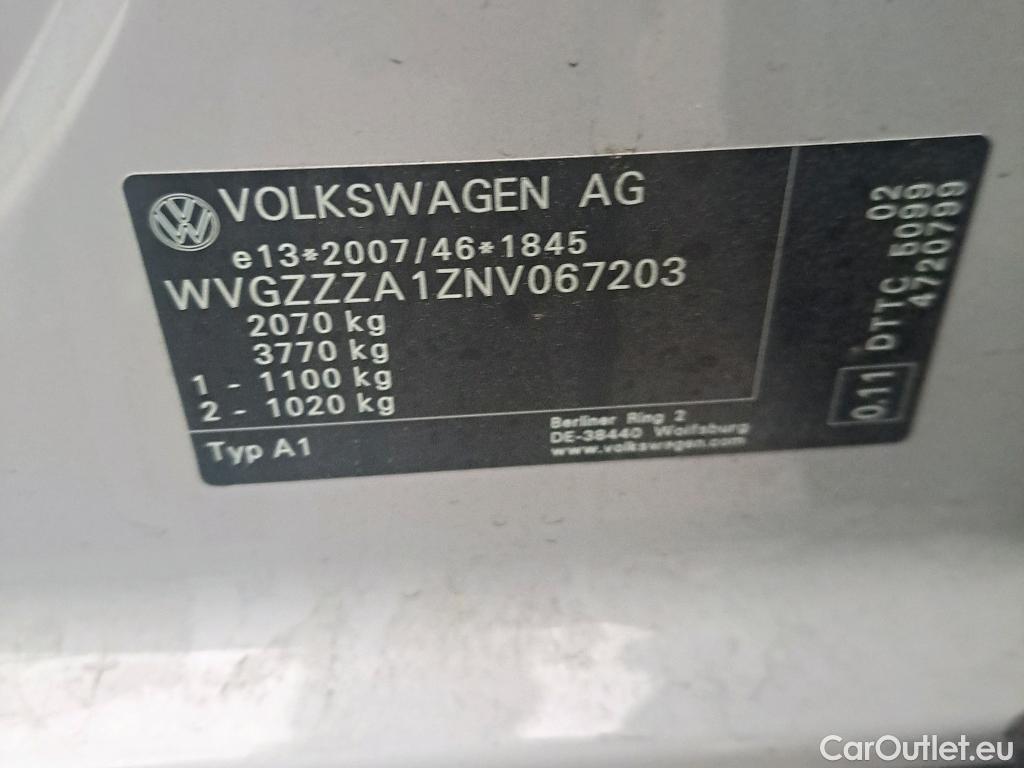 VOLKSWAGEN AG
e13*2007/46*1845
WVGZZZA1ZNV067203
2070 kg
3770 kg
1 - 1100 kg
2 - 1020 kg
Typ A1
Berliner Ring 2
DE-38440 Wolfsburg
www.volkswagen.com
0.11 DTTC 5099
02
4720799
CarOutlet.eu